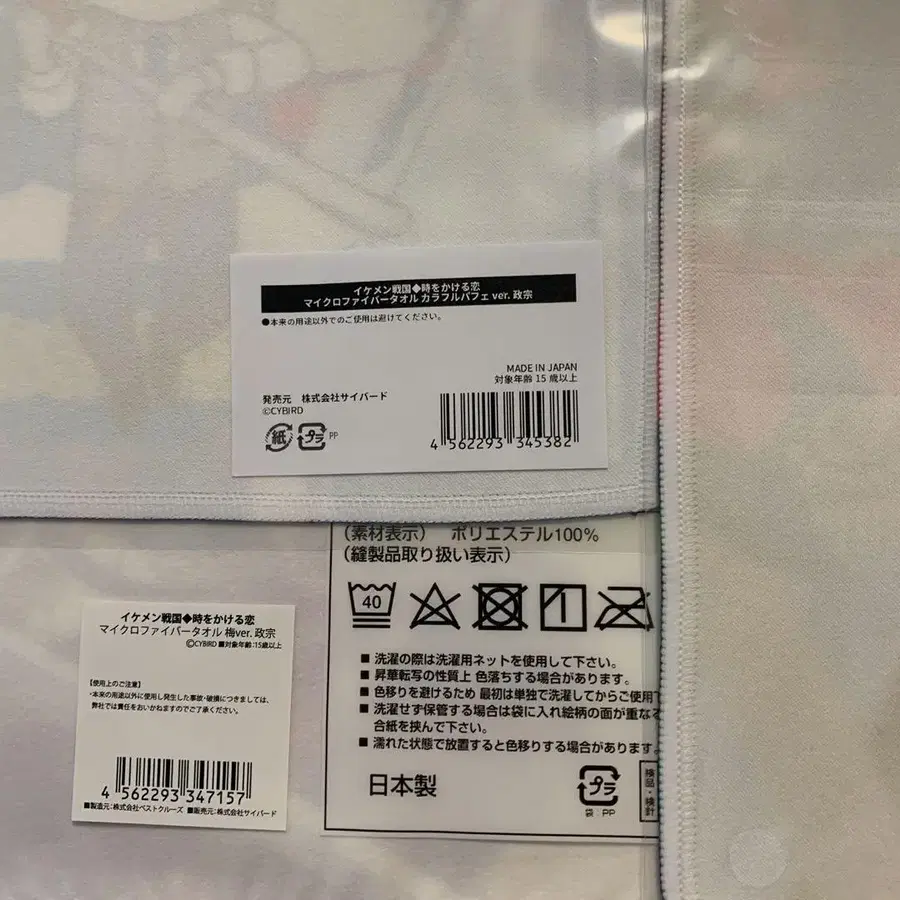 イケメン戦国◆時をかける恋
マイクロファイバータオル カラフルパフェ ver. 政宗
●本来の用途以外でのご使用は避けてください。
MADE IN JAPAN
対象年齢 15 歳以上
発売元 株式会社サイバード
©CYBIRD
紙 プラ PP
4 562293 345382
(素材表示) ポリエステル100%
(縫製品取り扱い表示)
40
■ 洗濯の際は洗濯用ネットを使用して下さい。
■ 昇華転写の性質上 色落ちする場合があります。
■ 色移りを避けるため 最初は単独で洗濯してからご使用下
■ 洗濯せず保管する場合は袋に入れ絵柄の面が重なる
合紙を挟んで下さい。
■ 濡れた状態で放置すると色移りする場合があります。
日本製
プラ
袋：PP
検品・検針
イケメン戦国◆時をかける恋
マイクロファイバータオル 梅ver. 政宗
©CYBIRD ■対象年齢:15歳以上
【使用上のご注意】
・本来の用途以外に使用し発生した事故・破損につきましては、
弊社では責任をおいかねますのでご了承ください。
4 562293 347157
■製造元：株式会社ベストクルーズ ■販売元：株式会社サイバード